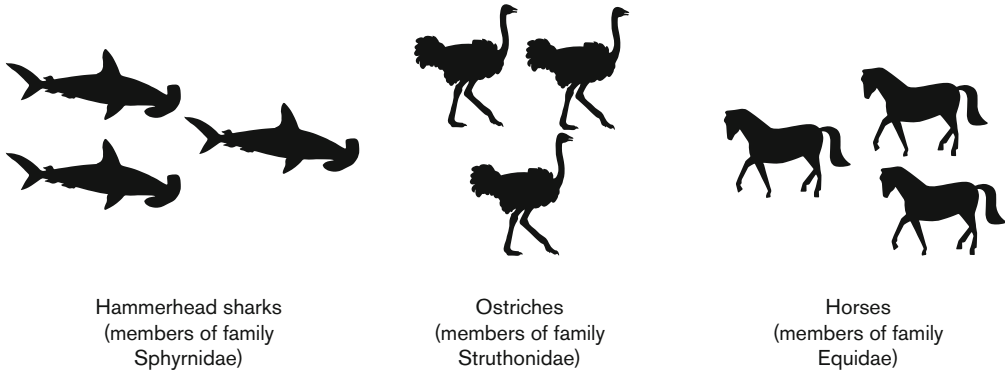 Hammerhead sharks
(members of family
Sphyrnidae)
Ostriches
(members of family
Struthonidae)
Horses
(members of family
Equidae)